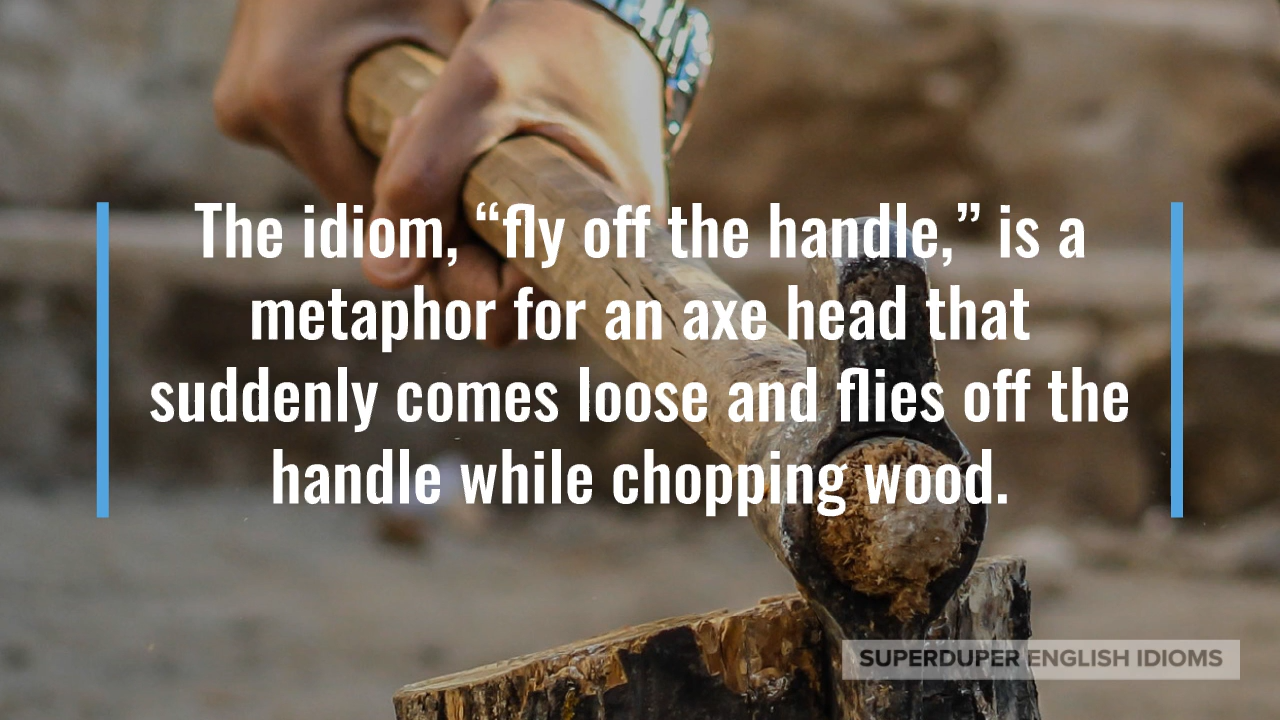 The idiom, “fly off the handle,” is a
metaphor for an axe head that
suddenly comes loose and flies off the
handle while chopping wood.
SUPERDUPER ENGLISH IDIOMS